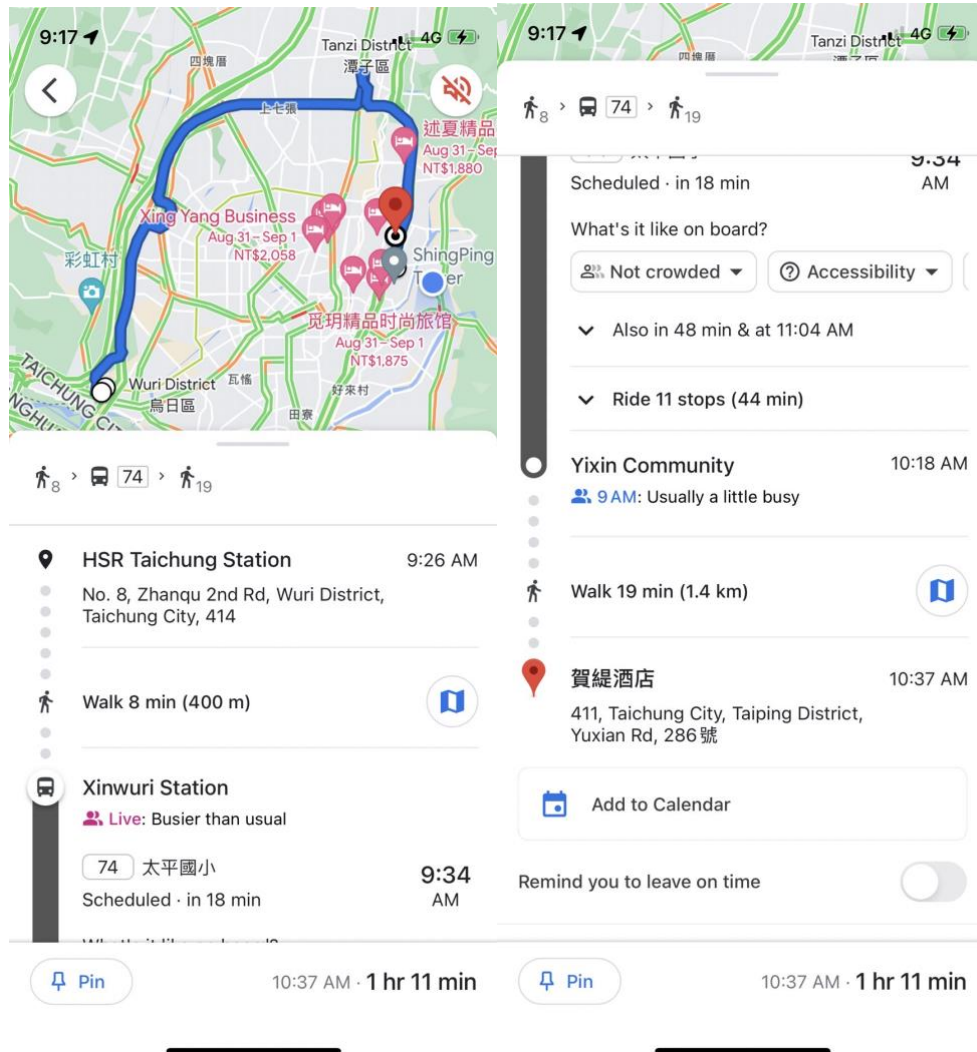 9:17
4G
Tanzi District
潭子區
四塊厝
上七張
述夏精品
Aug 31 – Sep
NT$1,880
Xing Yang Business
Aug 31 – Sep 1
NT$2,058
彩虹村
ShingPing
觅玥精品时尚旅馆
Aug 31 – Sep 1
NT$1,875
TAICHUNG
Wuri District
烏日區
瓦窰
好來村
田寮
8 74 19
HSR Taichung Station 9:26 AM
No. 8, Zhanqu 2nd Rd, Wuri District,
Taichung City, 414
Walk 8 min (400 m)
Xinwuri Station
Live: Busier than usual
74 太平國小 9:34
Scheduled · in 18 min AM
Pin 10:37 AM · 1 hr 11 min
9:17
4G
Tanzi District
8 74 19
9:34
Scheduled · in 18 min AM
What's it like on board?
Not crowded Accessibility
Also in 48 min & at 11:04 AM
Ride 11 stops (44 min)
Yixin Community 10:18 AM
9 AM: Usually a little busy
Walk 19 min (1.4 km)
賀緹酒店 10:37 AM
411, Taichung City, Taiping District,
Yuxian Rd, 286號
Add to Calendar
Remind you to leave on time
Pin 10:37 AM · 1 hr 11 min